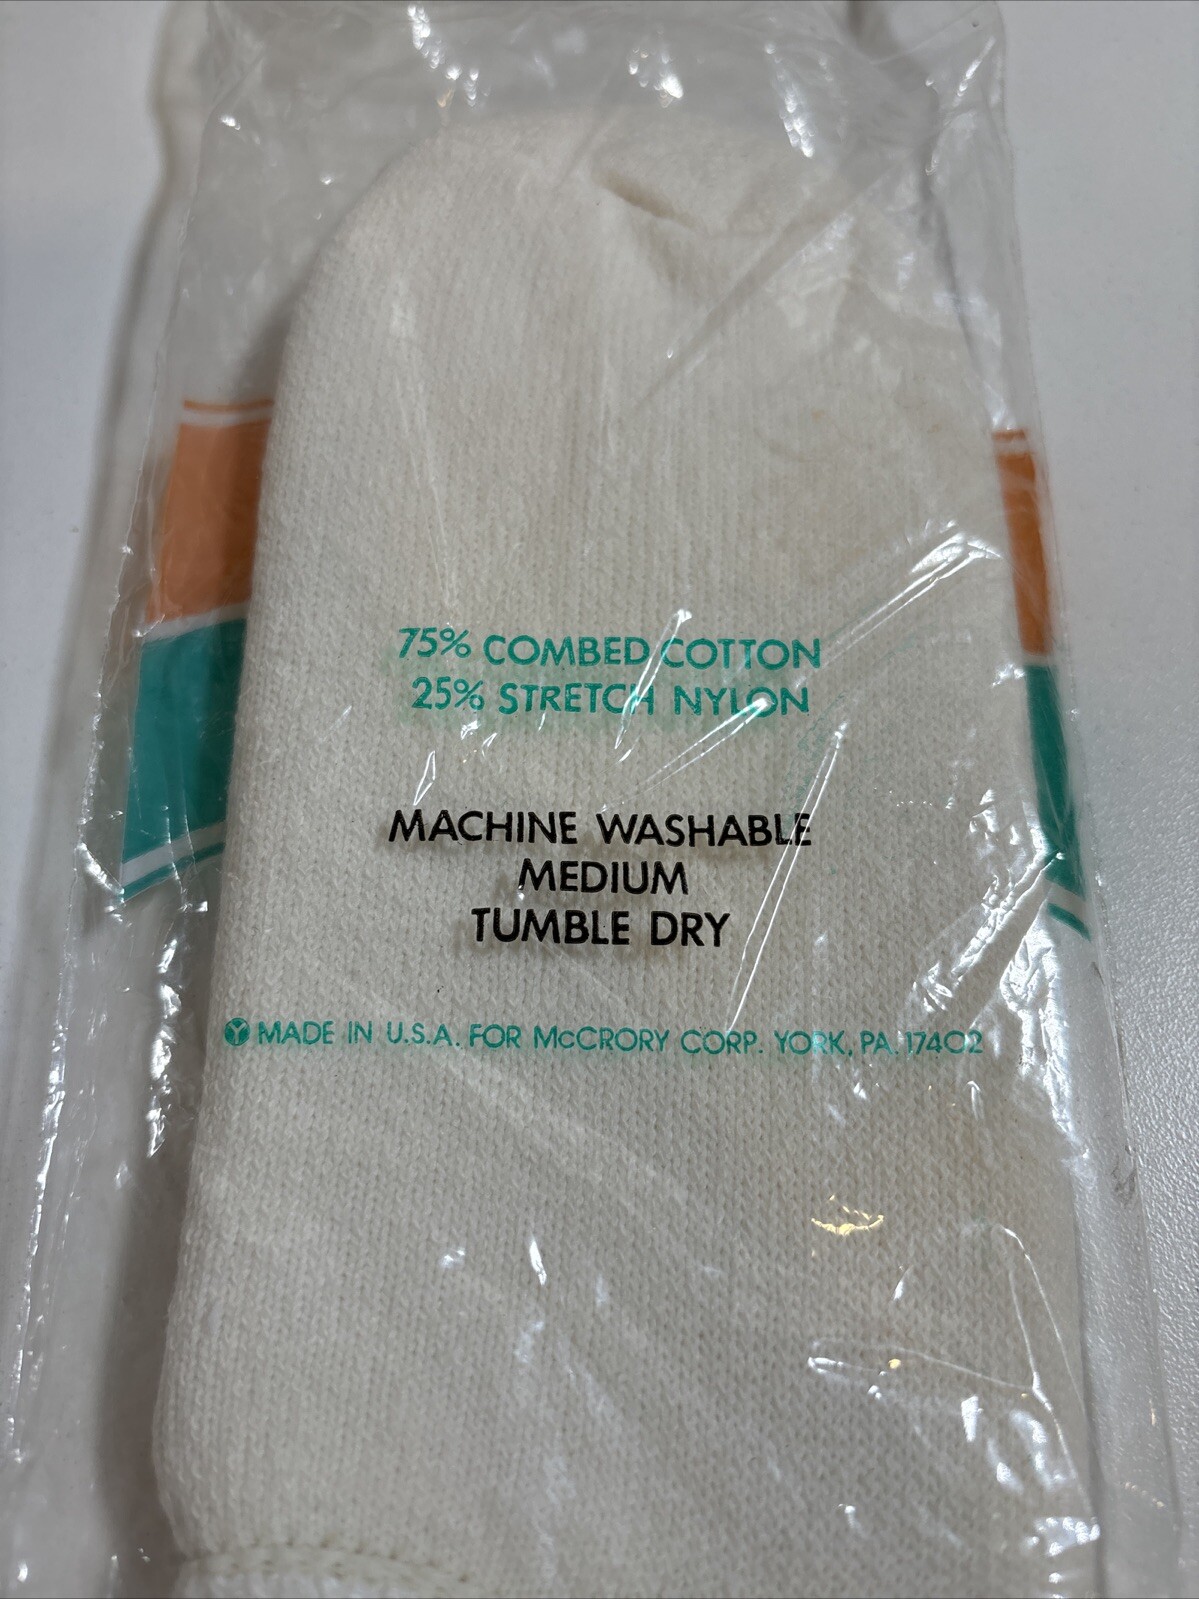 75% COMBED COTTON
25% STRETCH NYLON
MACHINE WASHABLE
MEDIUM
TUMBLE DRY
MADE IN U.S.A. FOR McCRORY CORP. YORK, PA. 17402